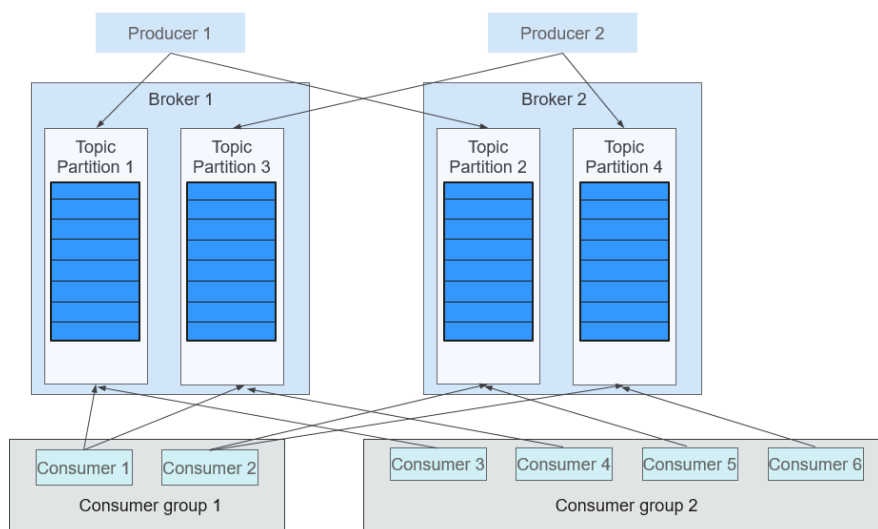 Producer 1
Producer 2
Broker 1
Broker 2
Topic
Partition 1
Topic
Partition 3
Topic
Partition 2
Topic
Partition 4
Consumer 1
Consumer 2
Consumer 3
Consumer 4
Consumer 5
Consumer 6
Consumer group 1
Consumer group 2